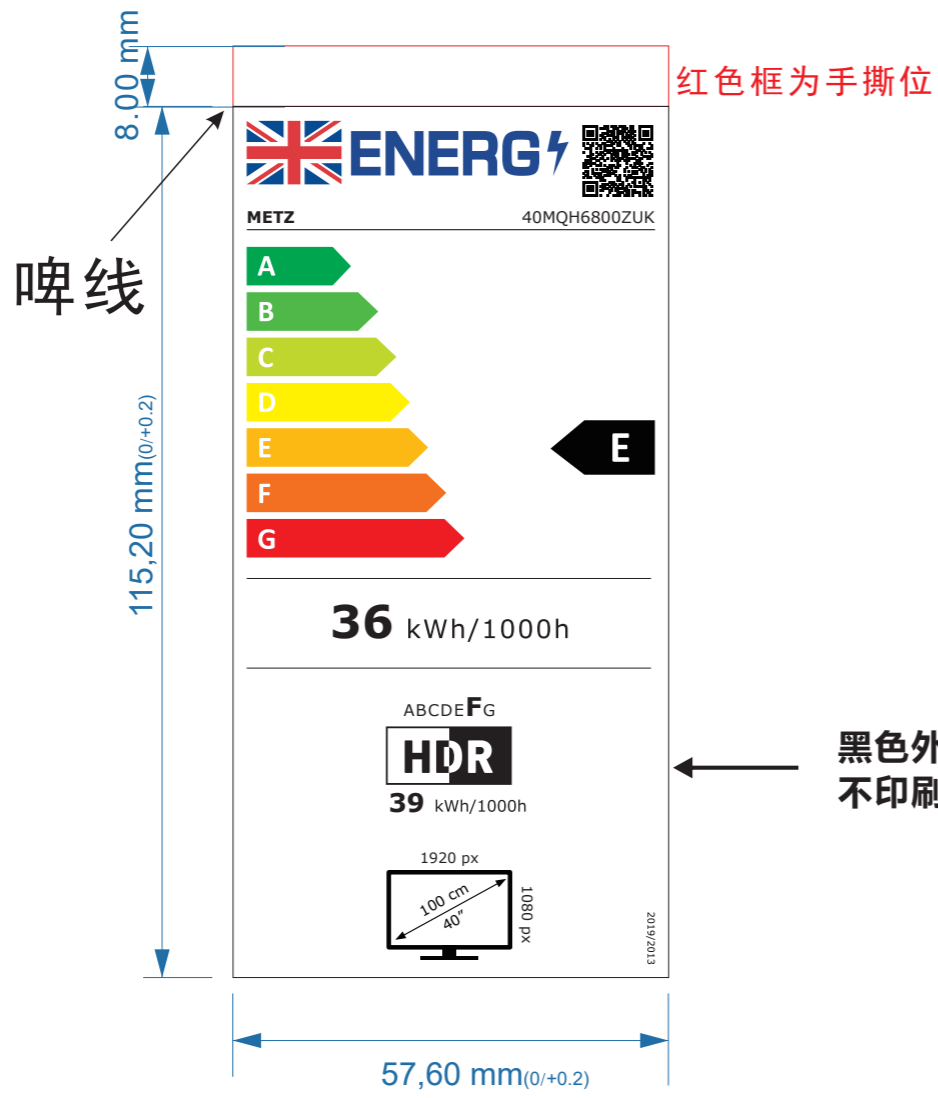 8.00 mm
红色框为手撕位
啤线
ENERG
METZ 40MQH6800ZUK
A
B
C
D
E
E
F
G
115,20 mm(0/+0.2)
36 kWh/1000h
ABCDEFG
HDR
39 kWh/1000h
黑色外
不印刷
1920 px
100 cm
40″
1080 px
2019/2013
57,60 mm(0/+0.2)